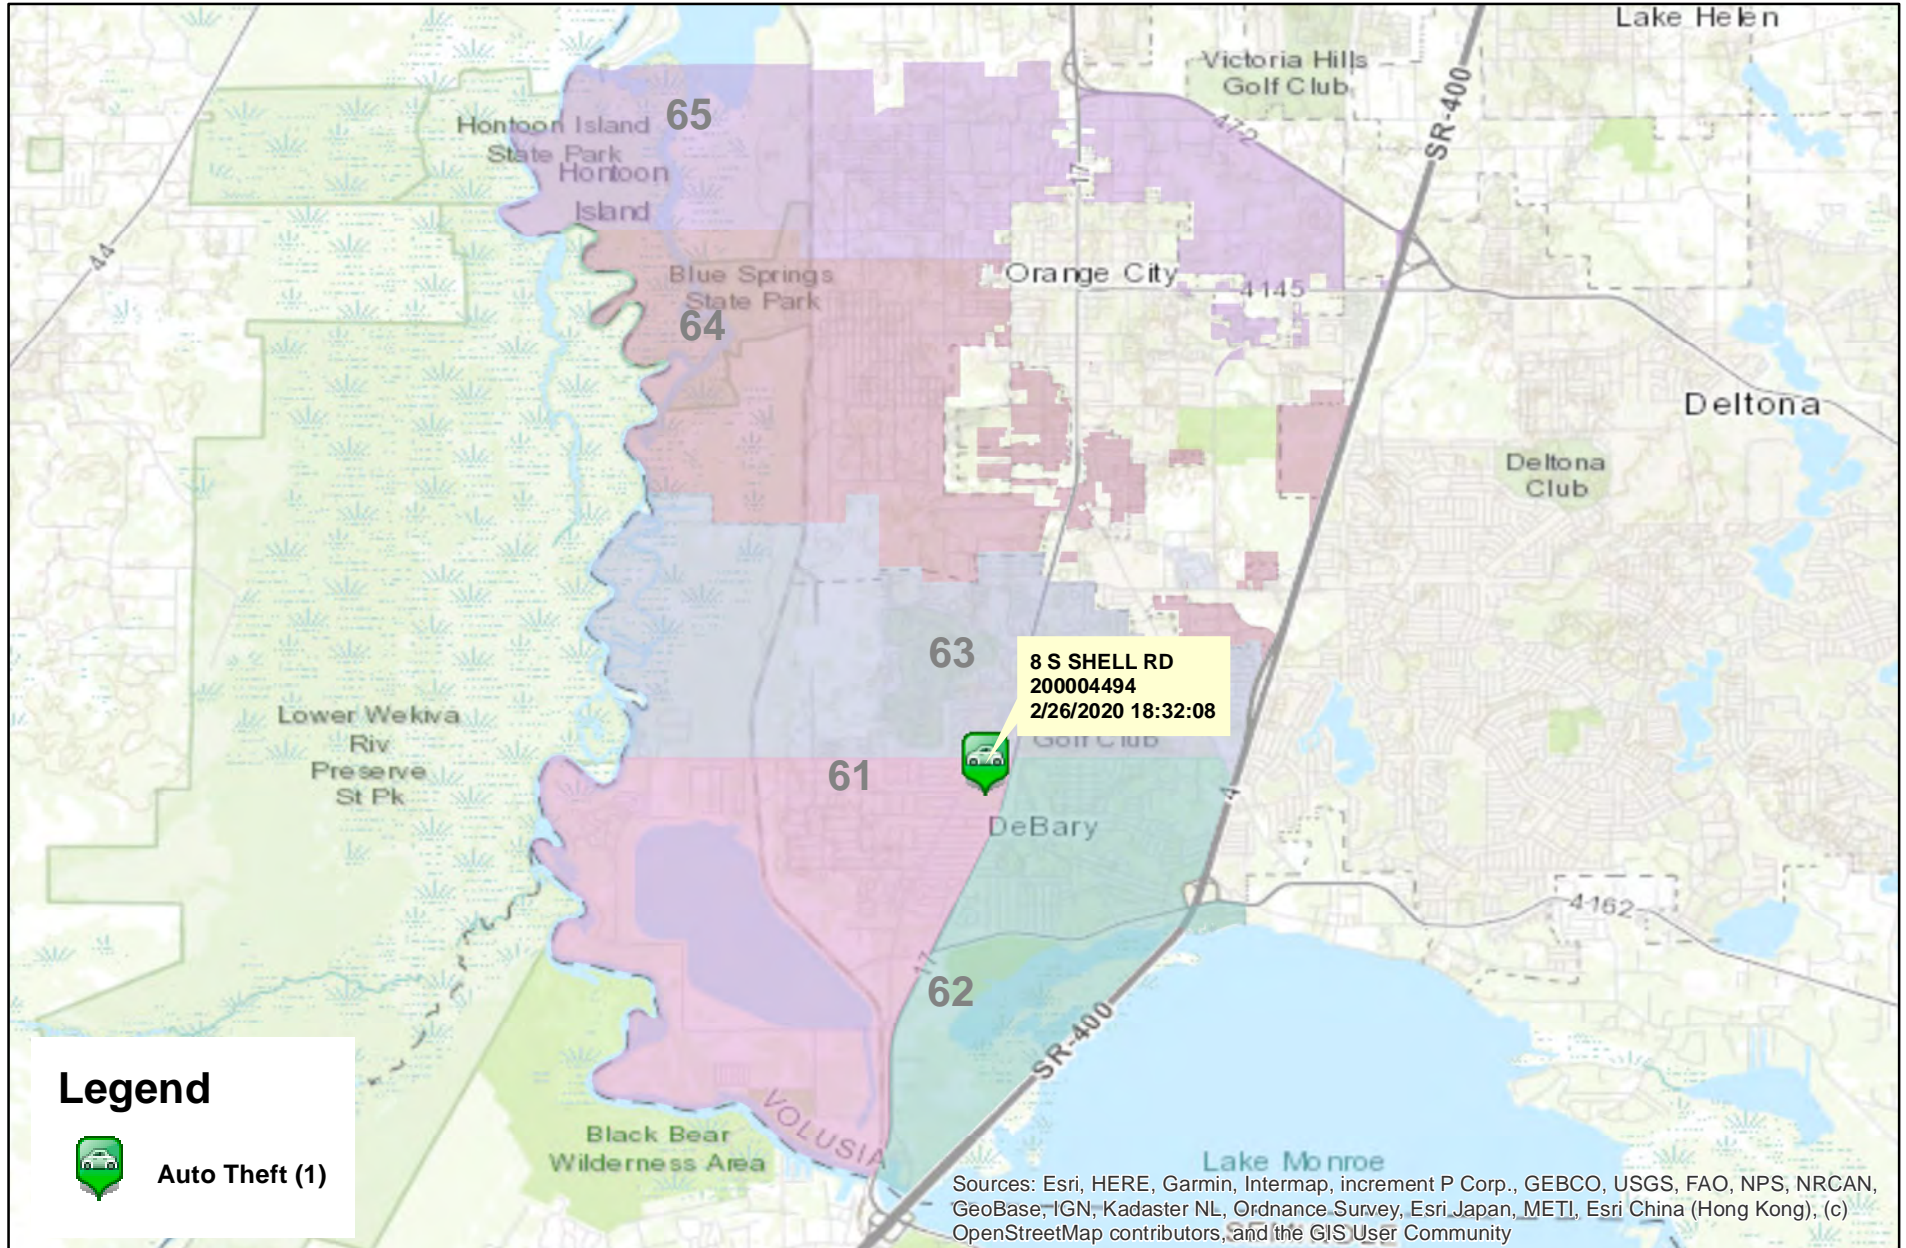 Lake Helen
Victoria Hills
Golf Club
SR-400
472
65
Hontoon Island
State Park
Hontoon
Island
17
44
Blue Springs
State Park
64
Orange City
4145
Deltona
Deltona
Club
63
8 S SHELL RD
200004494
2/26/2020 18:32:08
Golf Club
Lower Wekiva
Riv
Preserve
St Pk
61
4
DeBary
4162
17
62
SR-400
Legend
Auto Theft (1)
VOLUSIA
Black Bear
Wilderness Area
Lake Monroe
Sources: Esri, HERE, Garmin, Intermap, increment P Corp., GEBCO, USGS, FAO, NPS, NRCAN,
GeoBase, IGN, Kadaster NL, Ordnance Survey, Esri Japan, METI, Esri China (Hong Kong), (c)
OpenStreetMap contributors, and the GIS User Community